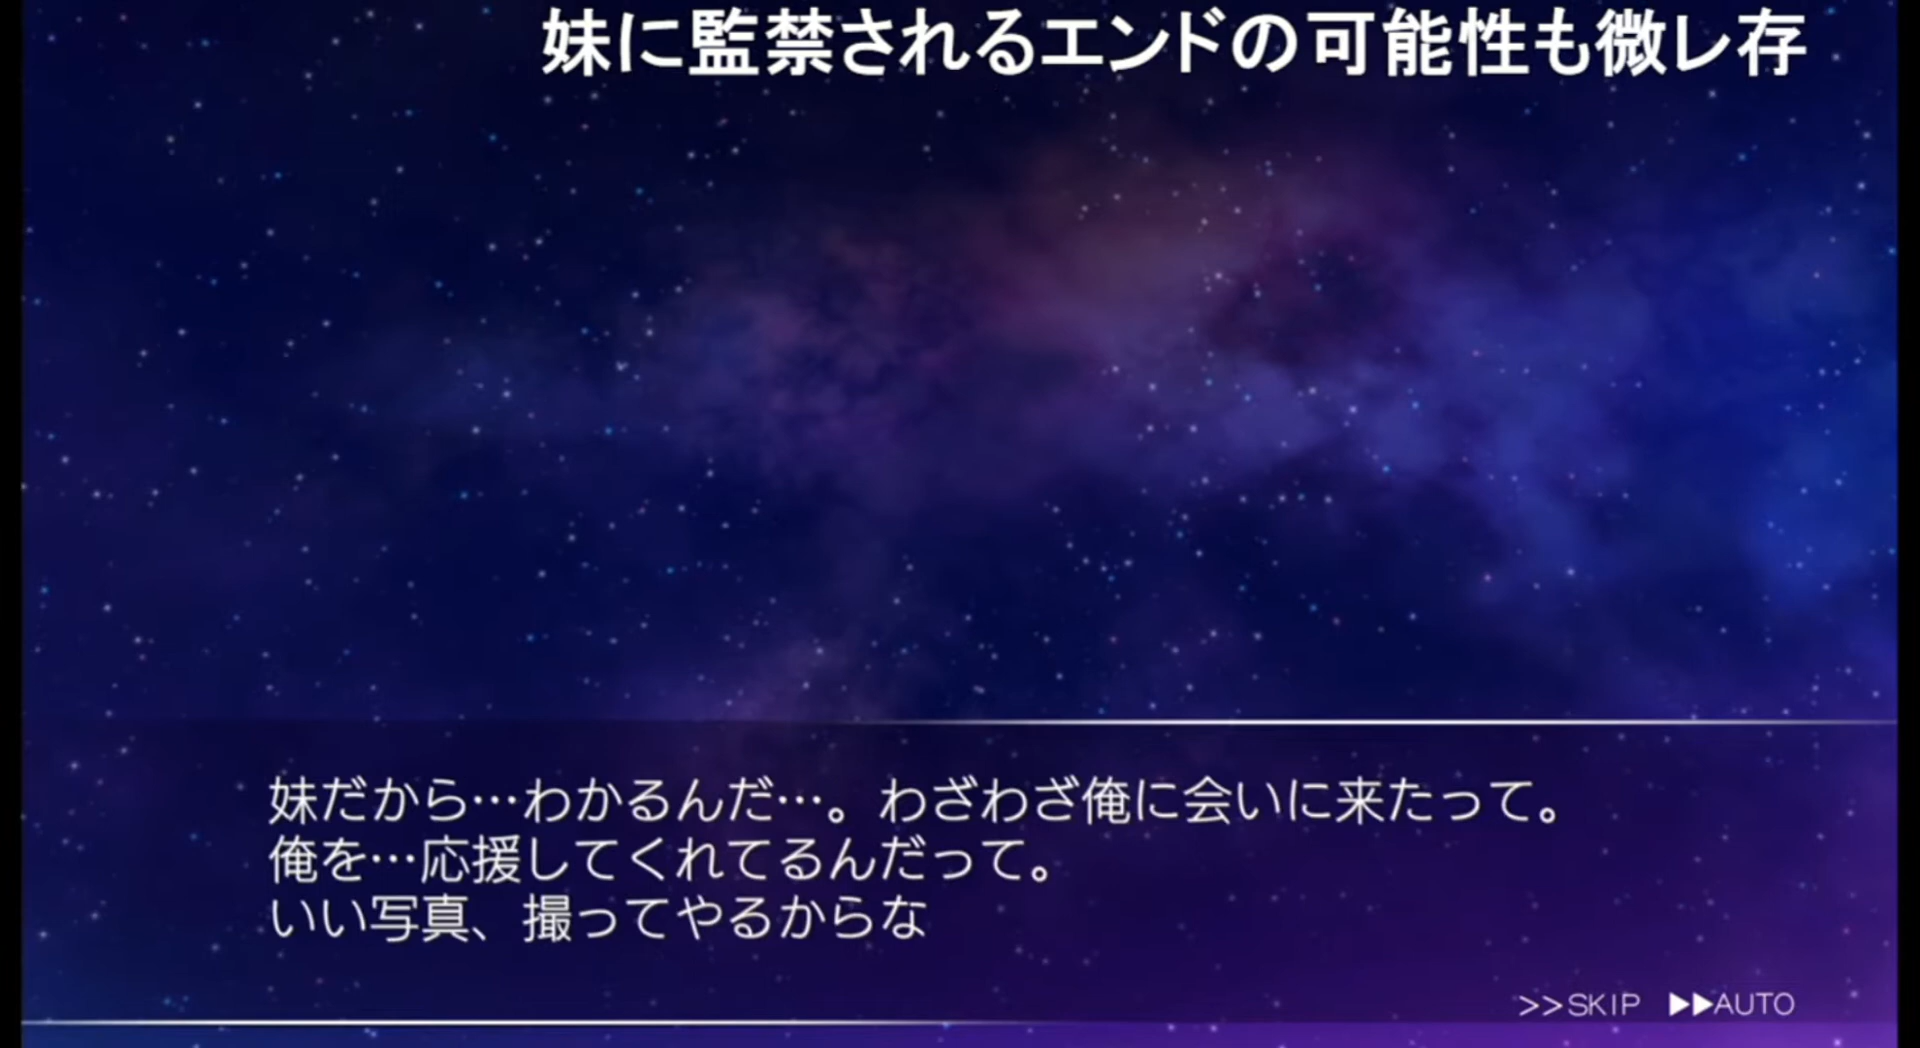 妹に監禁されるエンドの可能性も微レ存
妹だから…わかるんだ…。わざわざ俺に会いに来たって。
俺を…応援してくれてるんだって。
いい写真、撮ってやるからな
>>SKIP ▶▶AUTO